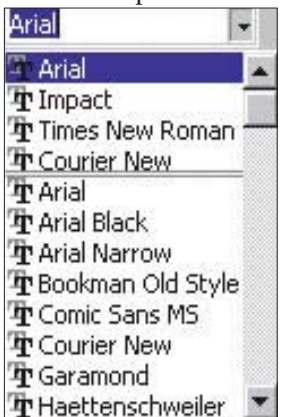 Arial
Arial
Impact
Times New Roman
Courier New
Arial
Arial Black
Arial Narrow
Bookman Old Style
Comic Sans MS
Courier New
Garamond
Haettenschweiler